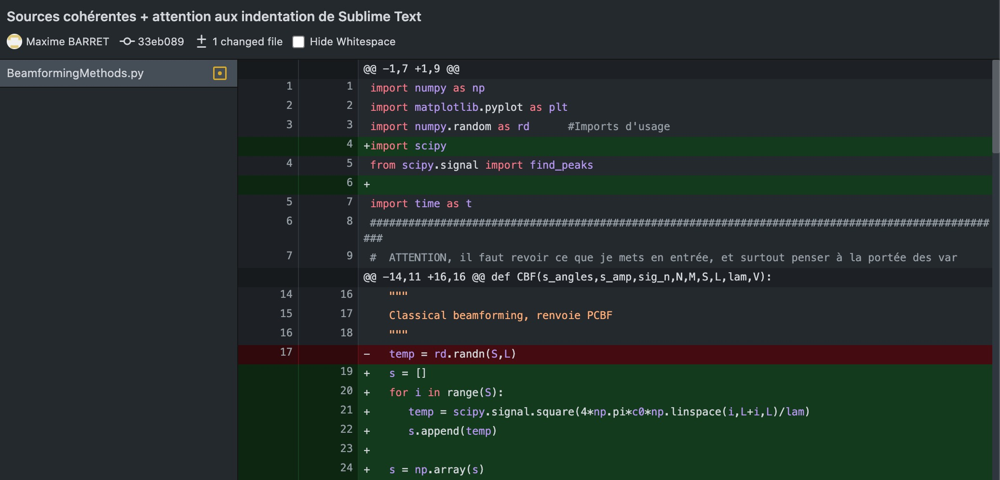 Sources cohérentes + attention aux indentation de Sublime Text
Maxime BARRET 33eb089 1 changed file Hide Whitespace
BeamformingMethods.py
@@ -1,7 +1,9 @@
1 1 import numpy as np
2 2 import matplotlib.pyplot as plt
3 3 import numpy.random as rd      #Imports d'usage
4 +import scipy
4 5 from scipy.signal import find_peaks
6 +
5 7 import time as t
6 8 #################################################################################################
###
7 9 #  ATTENTION, il faut revoir ce que je mets en entrée, et surtout penser à la portée des var
@@ -14,11 +16,16 @@ def CBF(s_angles,s_amp,sig_n,N,M,S,L,lam,V):
14 16    """
15 17    Classical beamforming, renvoie PCBF
16 18    """
17 -   temp = rd.randn(S,L)
19 +   s = []
20 +   for i in range(S):
21 +      temp = scipy.signal.square(4*np.pi*c0*np.linspace(i,L+i,L)/lam)
22 +      s.append(temp)
23 +
24 +   s = np.array(s)